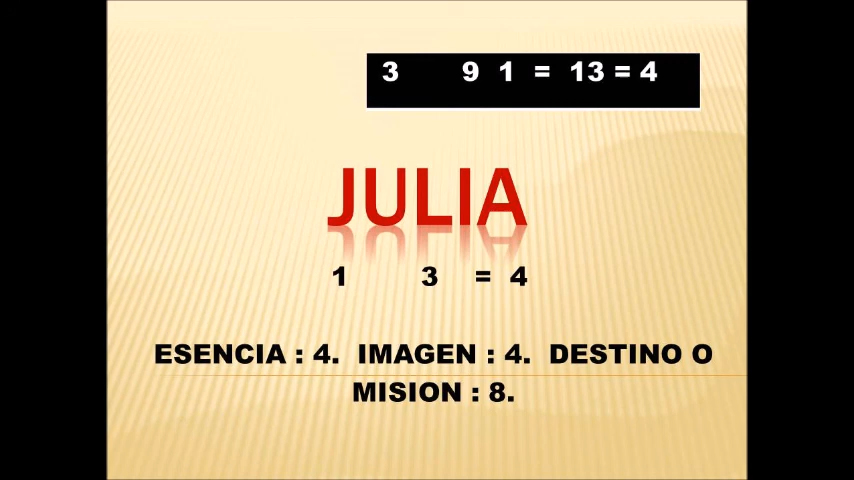 3 9 1 = 13 = 4
JULIA
1 3 = 4
ESENCIA : 4. IMAGEN : 4. DESTINO O
MISION : 8.